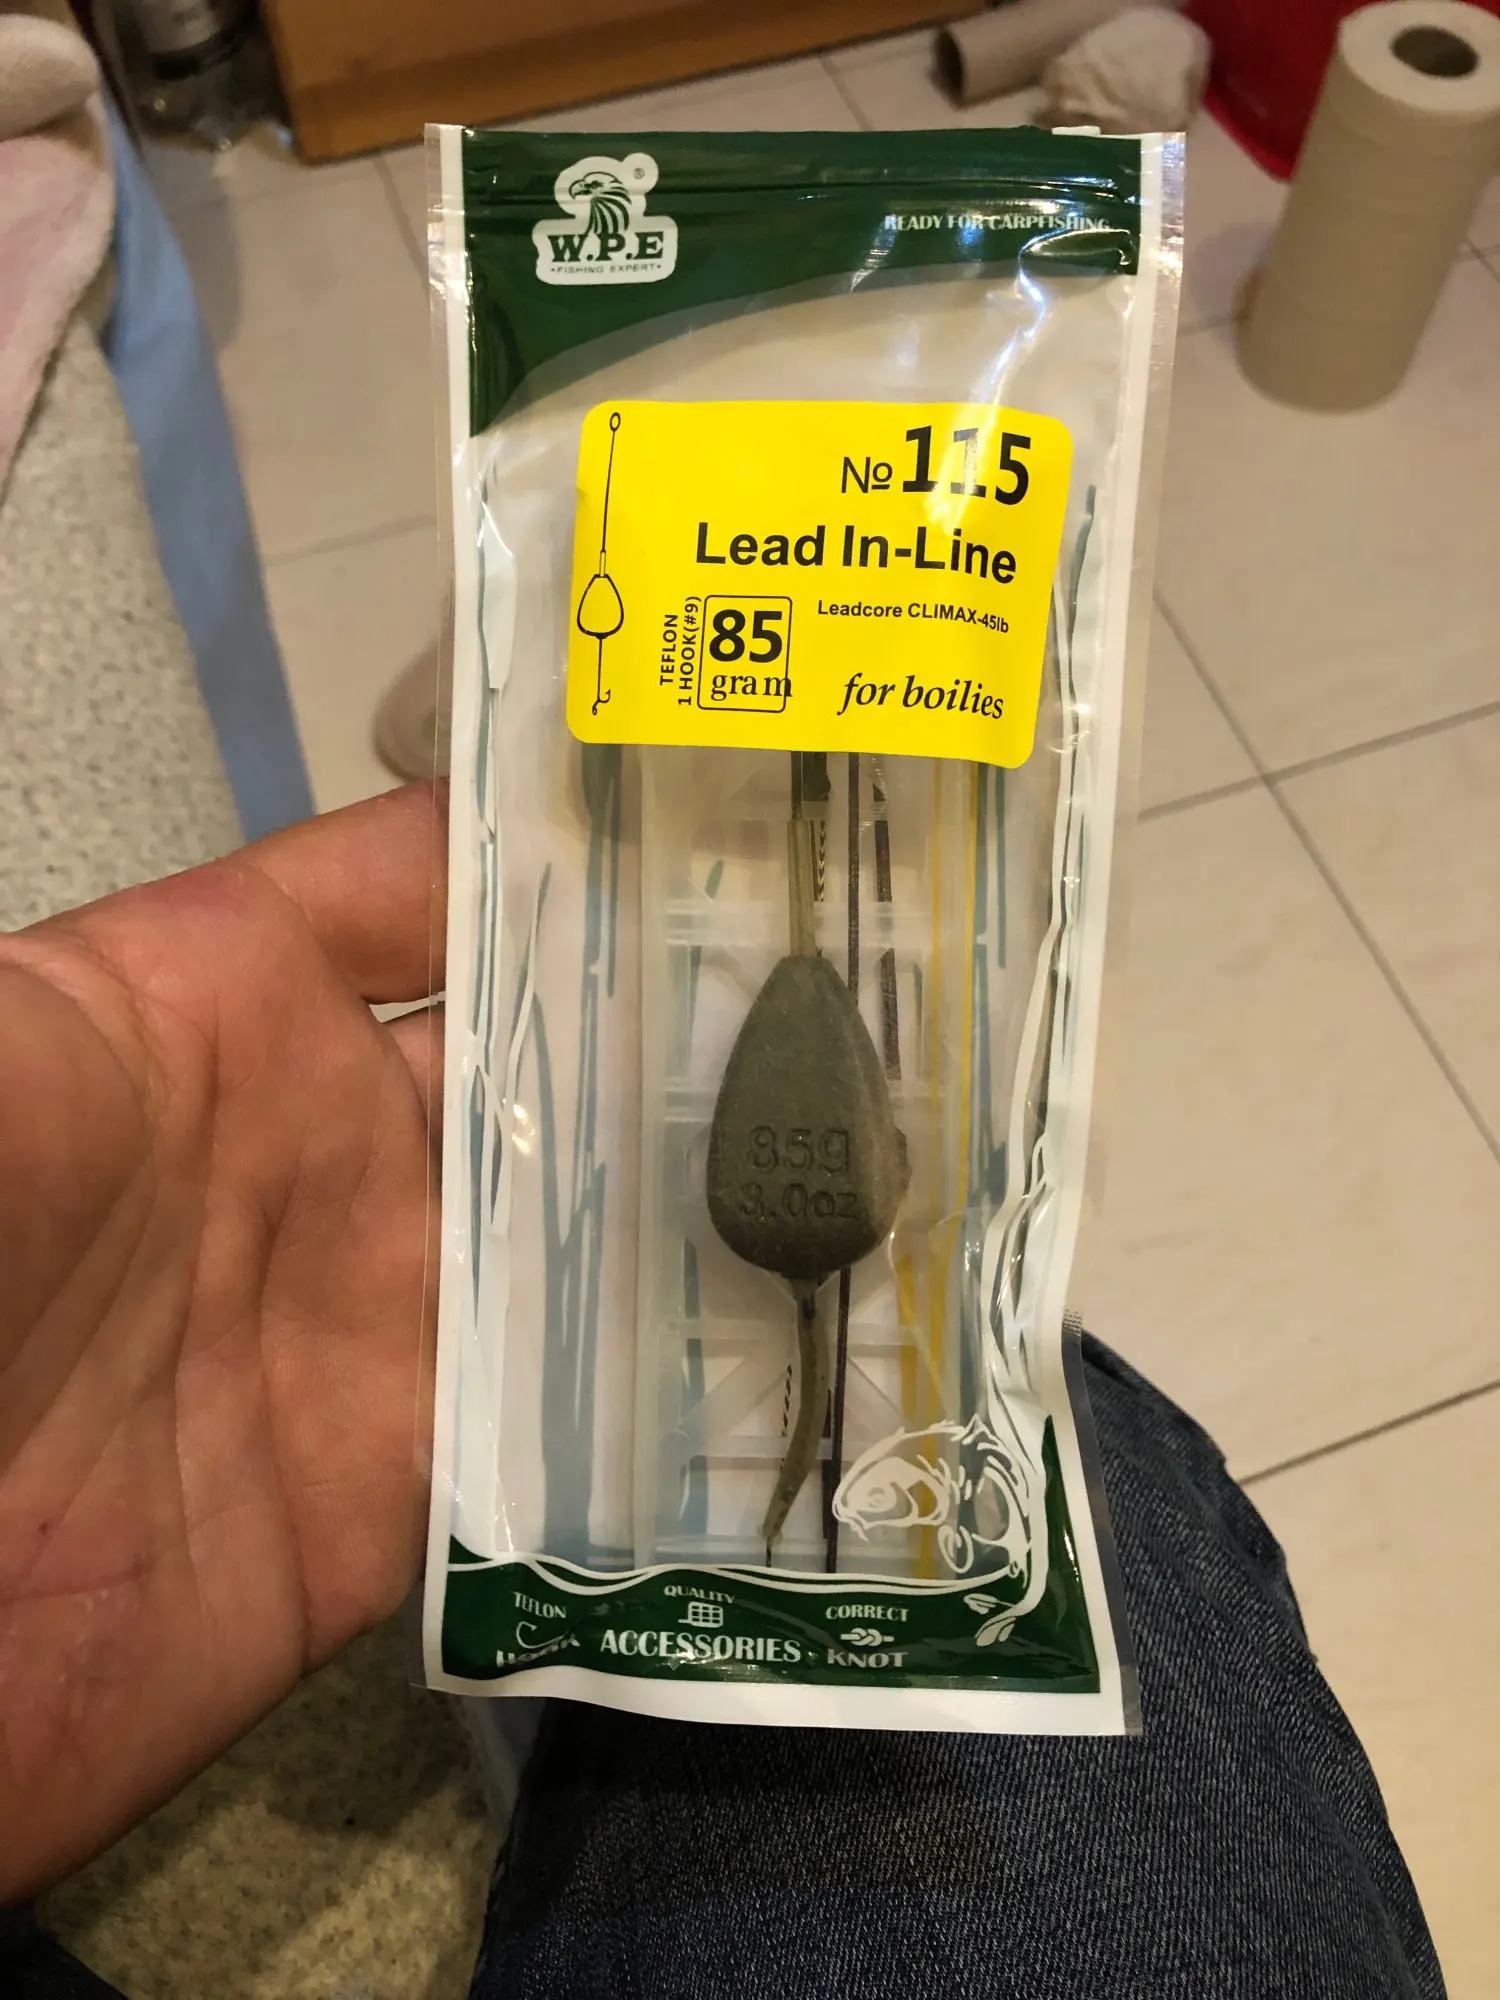 W.P.E
®
•FISHING EXPERT•
READY FOR CARPFISHING
№115
Lead In-Line
TEFLON
1 HOOK(#9)
85
gram
Leadcore CLIMAX-45lb
for boilies
85g
3.0oz
TEFLON
HOOK
QUALITY
ACCESSORIES
CORRECT
KNOT